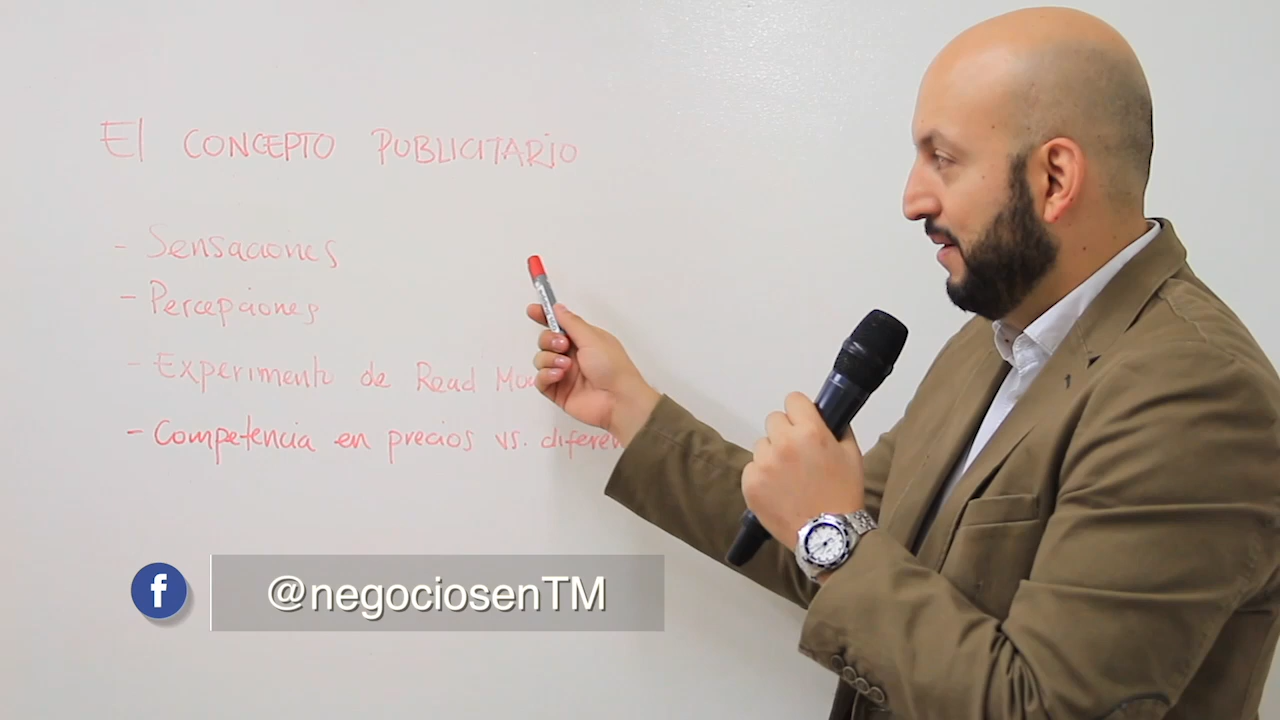 El CONCEPTO PUBLICITARIO
- Sensaciones
- Percepciones
- Experimento de Read
- Competencia en precios vs.
f
@negociosenTM